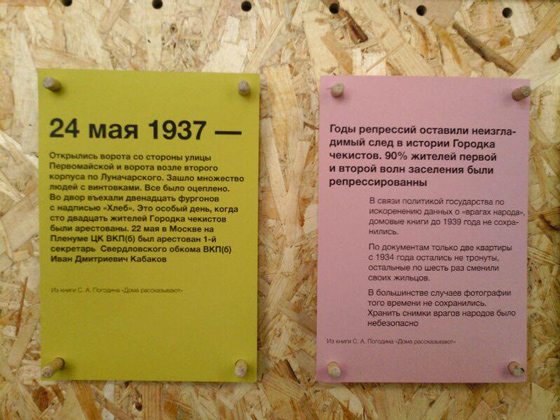 24 мая 1937 —
Открылись ворота со стороны улицы
Первомайской и ворота возле второго
корпуса по Луначарского. Зашло множество
людей с винтовками. Все было оцеплено.
Во двор въехали двенадцать фургонов
с надписью «Хлеб». Это особый день, когда
сто двадцать жителей Городка чекистов
были арестованы. 22 мая в Москве на
Пленуме ЦК ВКП(б) был арестован 1-й
секретарь Свердловского обкома ВКП(б)
Иван Дмитриевич Кабаков
Из книги С. А. Погодина «Дома рассказывают»
Годы репрессий оставили неизгла-
димый след в истории Городка
чекистов. 90% жителей первой
и второй волн заселения были
репрессированны
В связи политикой государства по
искоренению данных о «врагах народа»,
домовые книги до 1939 года не сохра-
нились.
По документам только две квартиры
с 1934 года остались не тронуты,
остальные по шесть раз сменили
своих жильцов.
В большинстве случаев фотографии
того времени не сохранились.
Хранить снимки врагов народов было
небезопасно
Из книги С. А. Погодина «Дома рассказывают»